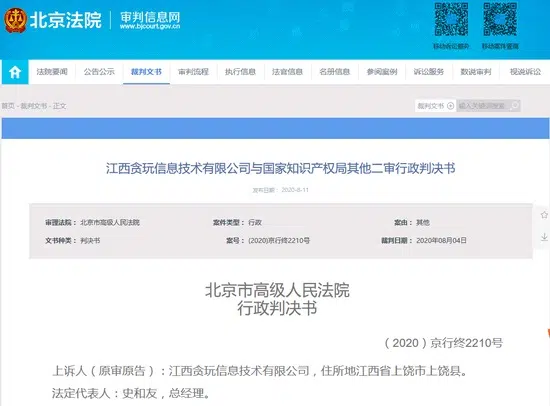 北京法院 审判信息网
www.bjcourt.gov.cn
移动诉讼服务 移动办案管理
法院要闻 公告公示 裁判文书 审判流程 执行信息 法官信息 名册信息 参阅案例 诉讼服务 数说审判 视说诉讼
首页 - 裁判文书 - 正文
裁判文书 输入关键词搜索
江西贪玩信息技术有限公司与国家知识产权局其他二审行政判决书
发布日期：2020-8-11
审理法院：北京市高级人民法院 案件类型：行政 案由：其他
文书种类：判决书 案号：(2020)京行终2210号 裁判日期：2020年08月04日
北京市高级人民法院
行政判决书
（2020）京行终2210号
上诉人（原审原告）：江西贪玩信息技术有限公司，住所地江西省上饶市上饶县。
法定代表人：史和友，总经理。